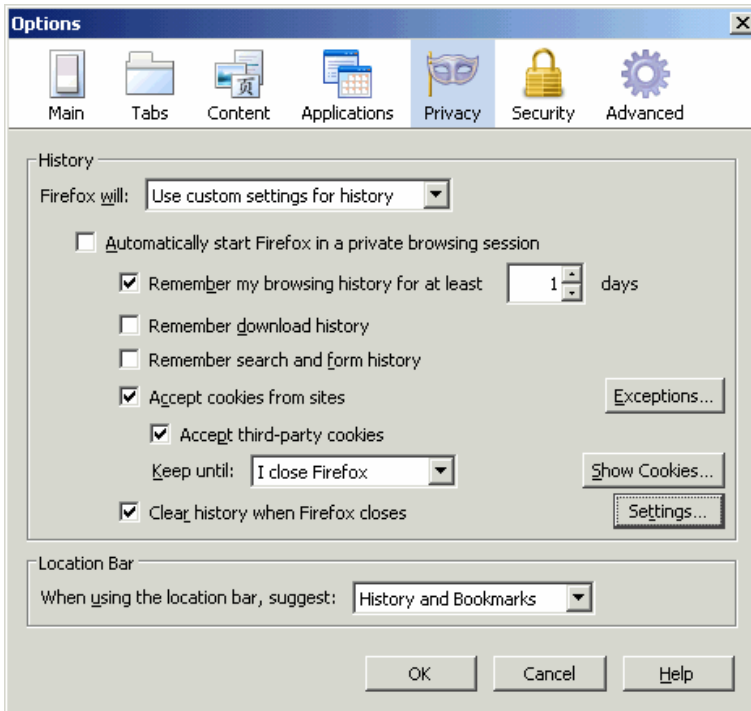 Options
Main Tabs Content Applications Privacy Security Advanced
History
Firefox will: Use custom settings for history
Automatically start Firefox in a private browsing session
Remember my browsing history for at least 1 days
Remember download history
Remember search and form history
Accept cookies from sites Exceptions...
Accept third-party cookies
Keep until: I close Firefox Show Cookies...
Clear history when Firefox closes Settings...
Location Bar
When using the location bar, suggest: History and Bookmarks
OK Cancel Help